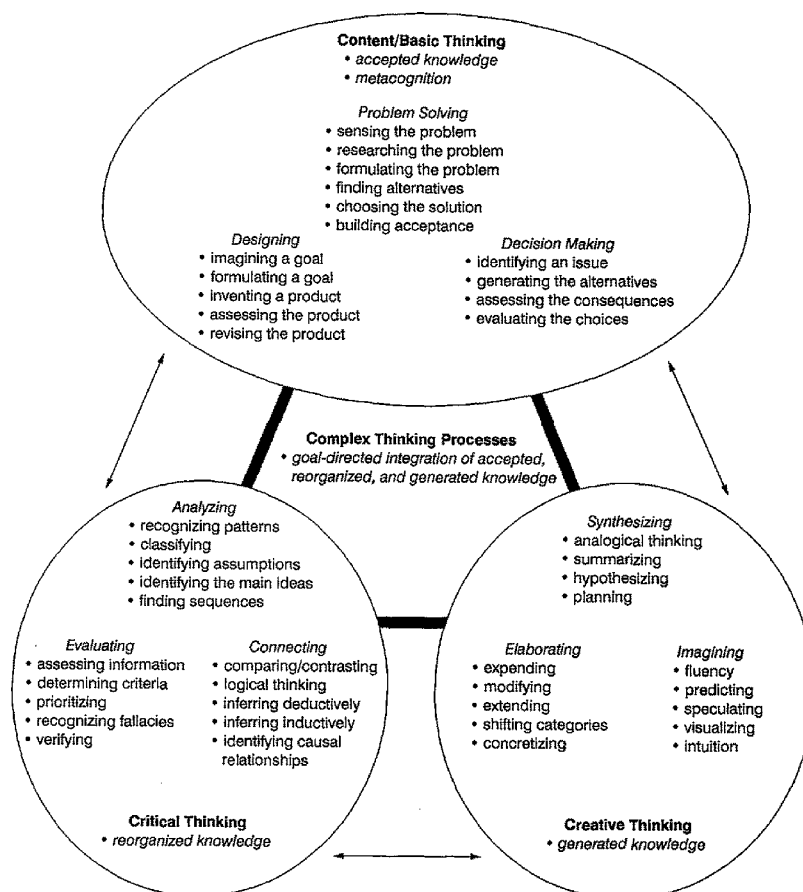 Content/Basic Thinking
• accepted knowledge
• metacognition
Problem Solving
• sensing the problem
• researching the problem
• formulating the problem
• finding alternatives
• choosing the solution
• building acceptance
Designing
• imagining a goal
• formulating a goal
• inventing a product
• assessing the product
• revising the product
Decision Making
• identifying an issue
• generating the alternatives
• assessing the consequences
• evaluating the choices
Complex Thinking Processes
• goal-directed integration of accepted,
reorganized, and generated knowledge
Analyzing
• recognizing patterns
• classifying
• identifying assumptions
• identifying the main ideas
• finding sequences
Evaluating
• assessing information
• determining criteria
• prioritizing
• recognizing fallacies
• verifying
Connecting
• comparing/contrasting
• logical thinking
• inferring deductively
• inferring inductively
• identifying causal
relationships
Critical Thinking
• reorganized knowledge
Synthesizing
• analogical thinking
• summarizing
• hypothesizing
• planning
Elaborating
• expending
• modifying
• extending
• shifting categories
• concretizing
Imagining
• fluency
• predicting
• speculating
• visualizing
• intuition
Creative Thinking
• generated knowledge